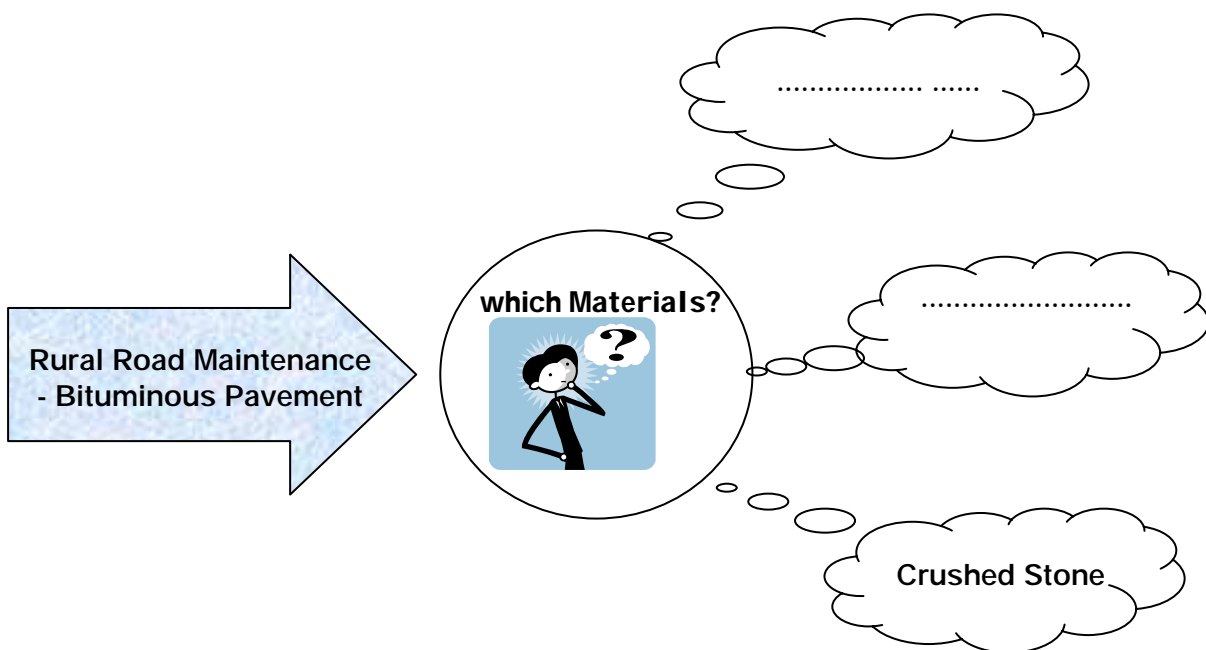 .................. ......
which Materials?
?
..........................
Rural Road Maintenance
- Bituminous Pavement
Crushed Stone